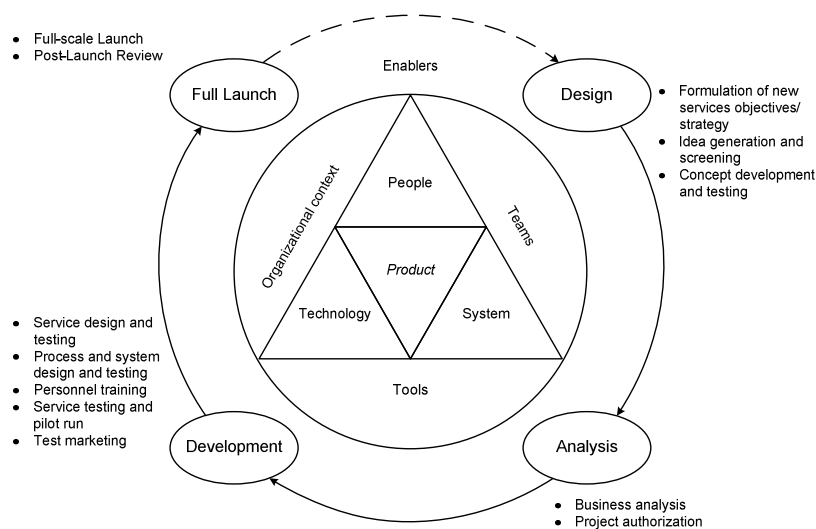 • Full-scale Launch
• Post-Launch Review
Full Launch
Enablers
Design
• Formulation of new
services objectives/
strategy
• Idea generation and
screening
• Concept development
and testing
Organizational context
People
Teams
Product
Technology
System
Tools
• Service design and
testing
• Process and system
design and testing
• Personnel training
• Service testing and
pilot run
• Test marketing
Development
Analysis
• Business analysis
• Project authorization